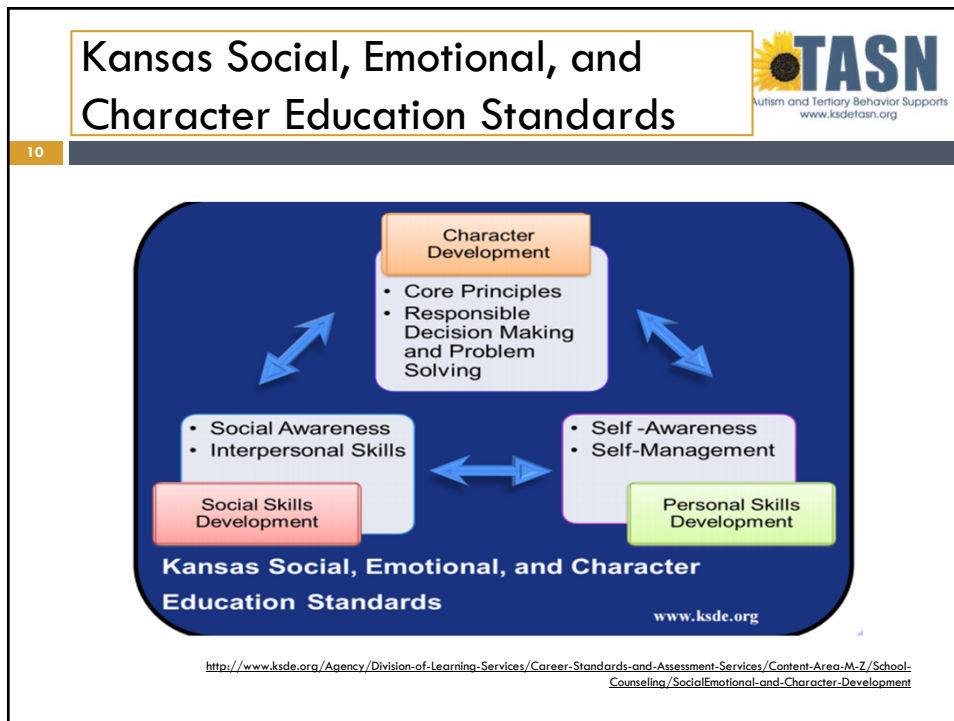 Kansas Social, Emotional, and
Character Education Standards
TASN
Autism and Tertiary Behavior Supports
www.ksdetasn.org
10
Character
Development
• Core Principles
• Responsible
Decision Making
and Problem
Solving
• Social Awareness
• Interpersonal Skills
Social Skills
Development
• Self -Awareness
• Self-Management
Personal Skills
Development
Kansas Social, Emotional, and Character
Education Standards
www.ksde.org
http://www.ksde.org/Agency/Division-of-Learning-Services/Career-Standards-and-Assessment-Services/Content-Area-M-Z/School-
Counseling/SocialEmotional-and-Character-Development